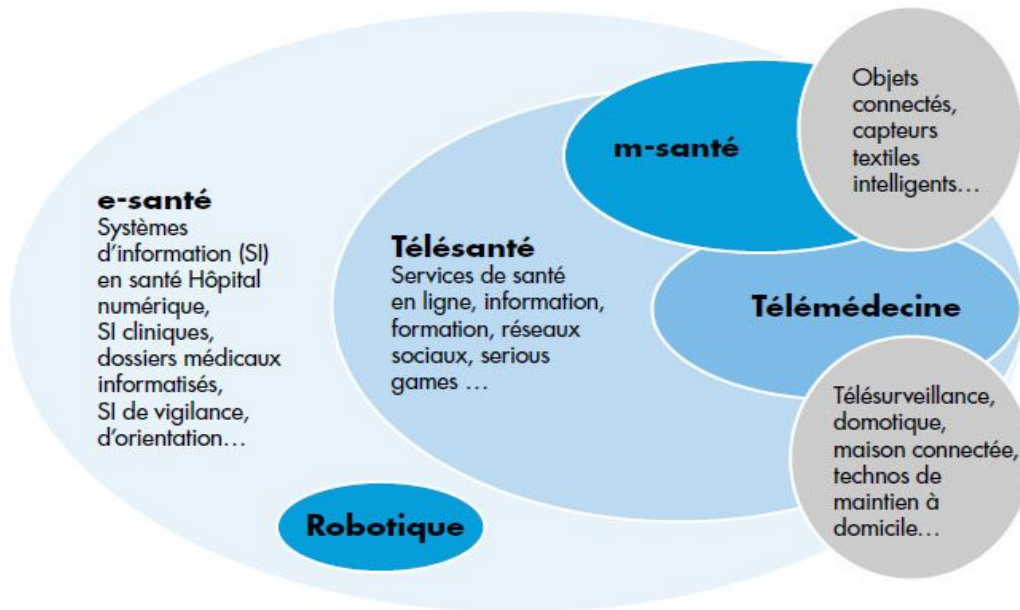 e-santé
Systèmes
d'information (SI)
en santé Hôpital
numérique,
SI cliniques,
dossiers médicaux
informatisés,
SI de vigilance,
d'orientation…
Télésanté
Services de santé
en ligne, information,
formation, réseaux
sociaux, serious
games …
m-santé
Objets
connectés,
capteurs
textiles
intelligents…
Télémédecine
Télésurveillance,
domotique,
maison connectée,
technos de
maintien à
domicile…
Robotique